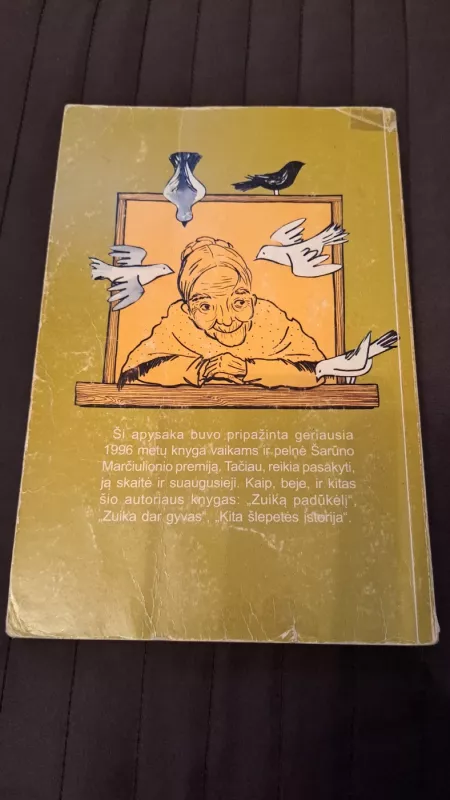 Ši apysaka buvo pripažinta geriausia
1996 metų knyga vaikams ir pelnė Šarūno
Marčiulionio premiją. Tačiau, reikia pasakyti,
ją skaitė ir suaugusieji. Kaip, beje, ir kitas
šio autoriaus knygas: „Zuiką padūkėlį“,
„Zuika dar gyvas“, „Kita šlepetės istorija“.